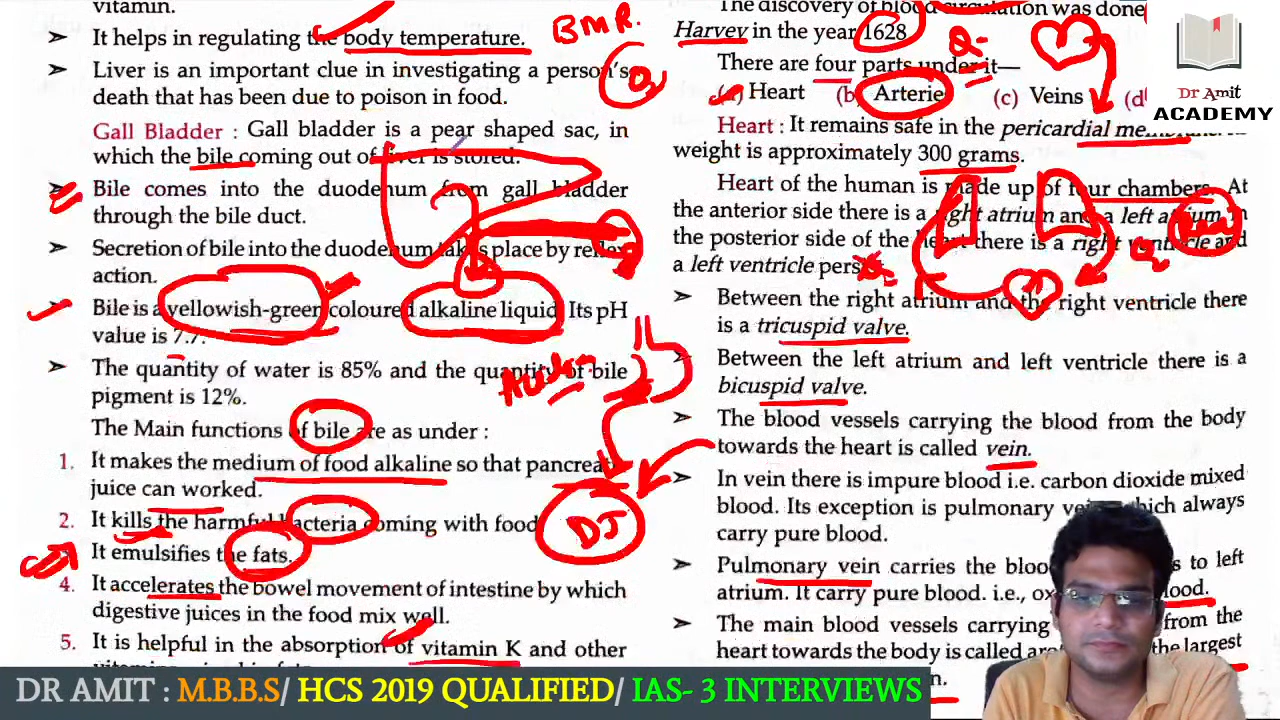 vitamin.
➤ It helps in regulating the body temperature.
BMR.
➤ Liver is an important clue in investigating a person's
death that has been due to poison in food.
Gall Bladder : Gall bladder is a pear shaped sac, in
which the bile coming out of liver is stored.
Bile comes into the duodenum from gall bladder
through the bile duct.
➤ Secretion of bile into the duodenum takes place by reflex
action.
Bile is a yellowish-green coloured alkaline liquid. Its pH
value is 7.7.
➤ The quantity of water is 85% and the quantity of bile
pigment is 12%.
The Main functions of bile are as under :
1. It makes the medium of food alkaline so that pancreatic
juice can worked.
2. It kills the harmful bacteria coming with food
It emulsifies the fats.
DJ
4. It accelerates the bowel movement of intestine by which
digestive juices in the food mix well.
5. It is helpful in the absorption of vitamin K and other
The discovery of blood circulation was done
Harvey in the year 1628
There are four parts under it—
(a) Heart (b) Arterie (c) Veins (d
Heart : It remains safe in the pericardial membrane.
weight is approximately 300 grams.
Heart of the human is made up of four chambers. At
the anterior side there is a right atrium and a left atrium in
the posterior side of the heart there is a right ventricle and
a left ventricle
➤ Between the right atrium and the right ventricle there
is a tricuspid valve.
➤ Between the left atrium and left ventricle there is a
bicuspid valve.
➤ The blood vessels carrying the blood from the body
towards the heart is called vein.
➤ In vein there is impure blood i.e. carbon dioxide mixed
blood. Its exception is pulmonary vein which always
carry pure blood.
➤ Pulmonary vein carries the blood to left
atrium. It carry pure blood. i.e., blood.
➤ The main blood vessels carrying from the
heart towards the body is called the largest
Dr Amit
ACADEMY
DR AMIT : M.B.B.S/ HCS 2019 QUALIFIED/ IAS- 3 INTERVIEWS